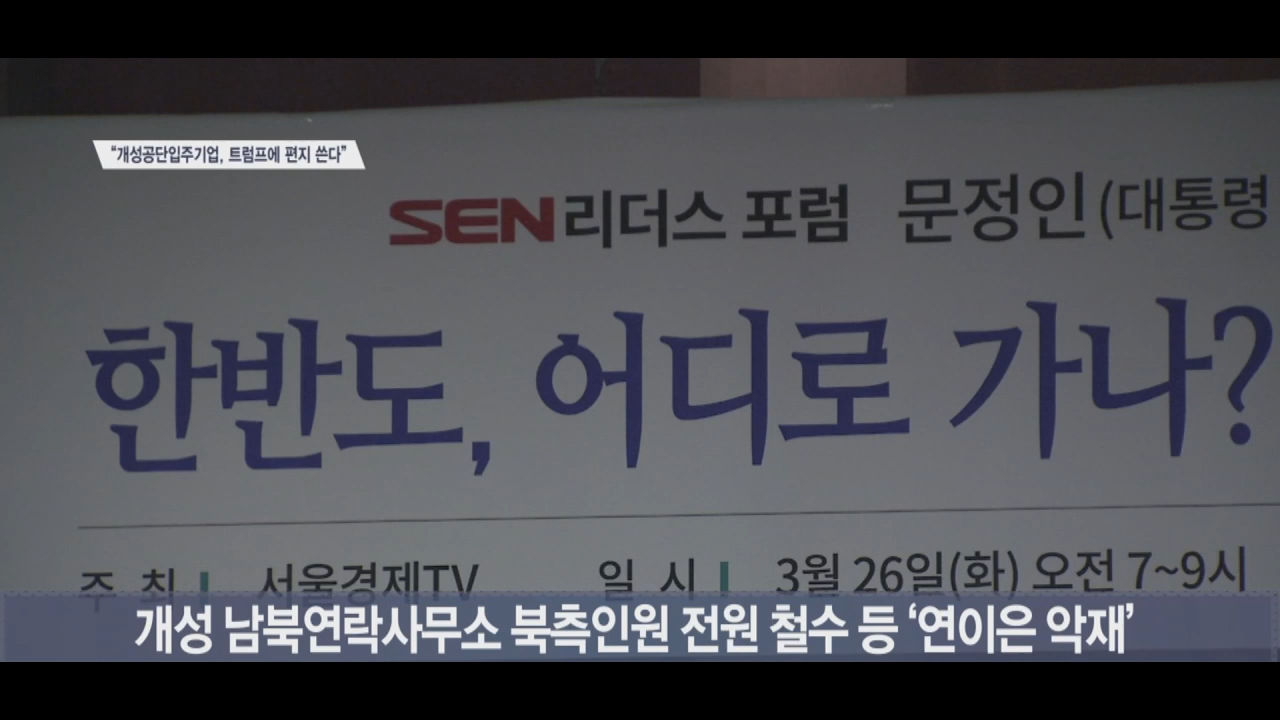 “개성공단입주기업, 트럼프에 편지 쓴다”
SEN 리더스 포럼 문정인 (대통령
한반도, 어디로 가나?
주 최 서울경제TV 일 시 3월 26일(화) 오전 7~9시
개성 남북연락사무소 북측인원 전원 철수 등 ‘연이은 악재’